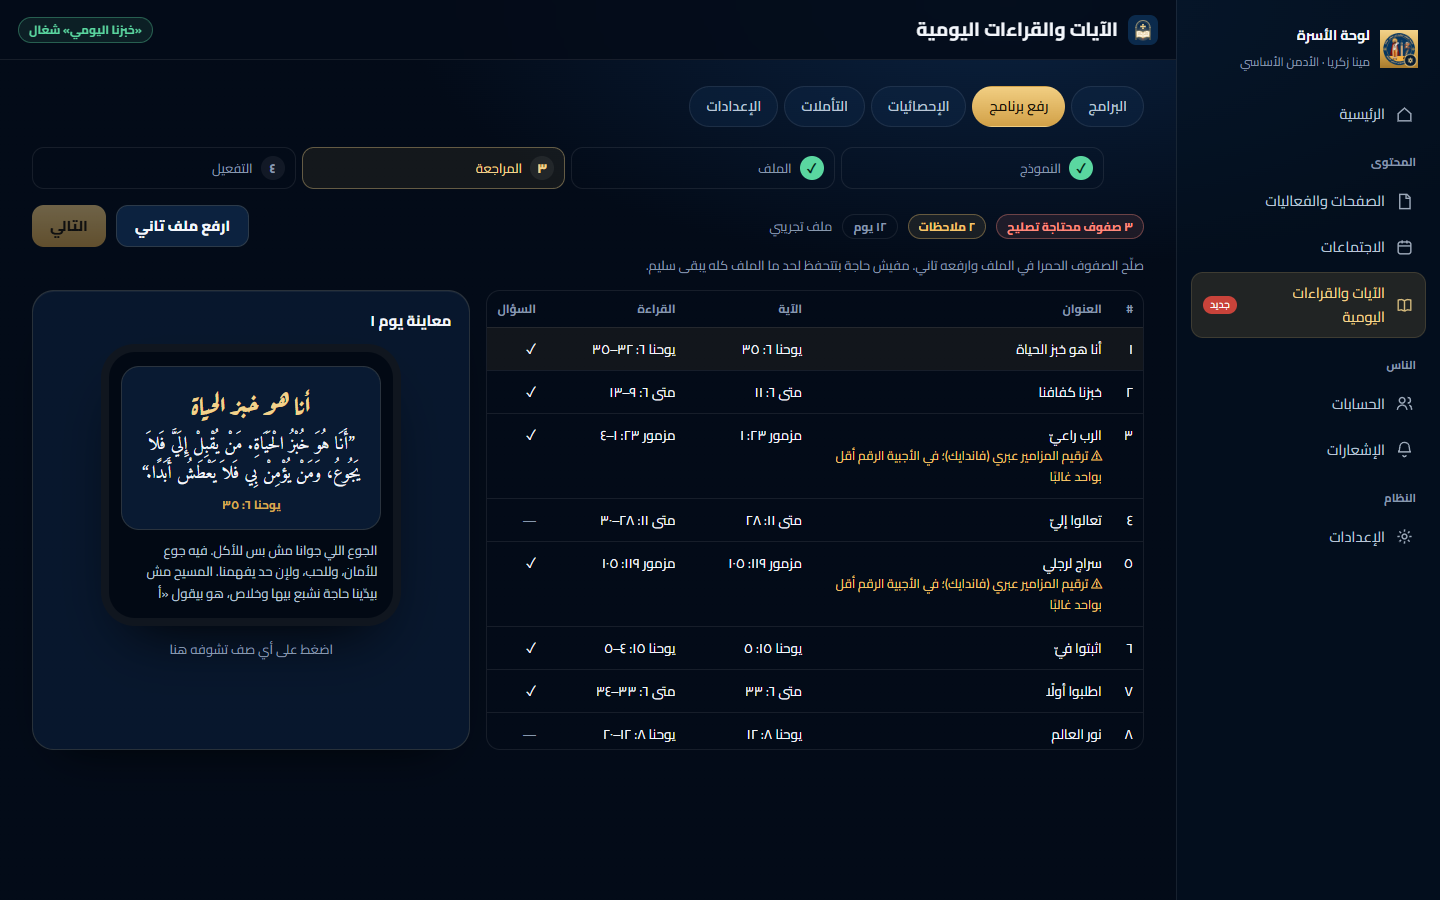 لوحة الأسرة
مينا زكريا · الأدمن الأساسي
الرئيسية
المحتوى
الصفحات والفعاليات
الاجتماعات
الآيات والقراءات
اليومية
جديد
الناس
الحسابات
الإشعارات
النظام
الإعدادات
الآيات والقراءات اليومية
«خبزنا اليومي» شغال
البرامج
رفع برنامج
الإحصائيات
التأملات
الإعدادات
✓ النموذج
✓ الملف
٣ المراجعة
٤ التفعيل
٣ صفوف محتاجة تصليح
٢ ملاحظات
١٢ يوم
ملف تجريبي
ارفع ملف تاني
التالي
صلّح الصفوف الحمرا في الملف وارفعه تاني. مفيش حاجة بتتحفظ لحد ما الملف كله يبقى سليم.
# العنوان الآية القراءة السؤال
١ أنا هو خبز الحياة يوحنا ٦: ٣٥ يوحنا ٦: ٣٢–٣٥ ✓
٢ خبزنا كفافنا متى ٦: ١١ متى ٦: ٩–١٣ ✓
٣ الرب راعيّ مزمور ٢٣: ١ مزمور ٢٣: ١–٤ ✓
⚠ ترقيم المزامير عبري (فاندايك)؛ في الأجبية الرقم أقل
بواحد غالبًا
٤ تعالوا إليّ متى ١١: ٢٨ متى ١١: ٢٨–٣٠ —
٥ سراج لرجلي مزمور ١١٩: ١٠٥ مزمور ١١٩: ١٠٥ ✓
⚠ ترقيم المزامير عبري (فاندايك)؛ في الأجبية الرقم أقل
بواحد غالبًا
٦ اثبتوا فيّ يوحنا ١٥: ٥ يوحنا ١٥: ٤–٥ ✓
٧ اطلبوا أولًا متى ٦: ٣٣ متى ٦: ٣٣–٣٤ ✓
٨ نور العالم يوحنا ٨: ١٢ يوحنا ٨: ١٢–٢٠ —
معاينة يوم ١
أنا هو خبز الحياة
”أَنَا هُوَ خُبْزُ الْحَيَاةِ. مَنْ يُقْبِلْ إِلَيَّ فَلاَ
يَجُوعُ، وَمَنْ يُؤْمِنْ بِي فَلاَ يَعْطَشُ أَبَدًا.“
يوحنا ٦: ٣٥
الجوع اللي جوانا مش بس للأكل. فيه جوع
للأمان، وللحب، ولإن حد يفهمنا. المسيح مش
بيدّينا حاجة نشبع بيها وخلاص، هو بيقول «أ
اضغط على أي صف تشوفه هنا